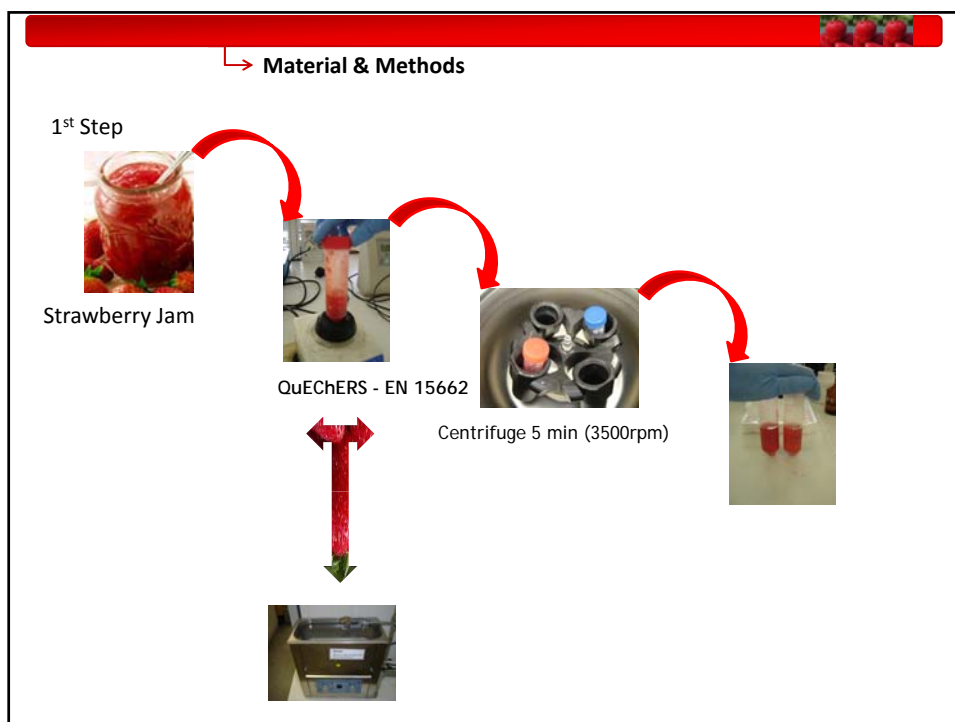 Material & Methods
1st Step
Strawberry Jam
QuEChERS - EN 15662
Centrifuge 5 min (3500rpm)